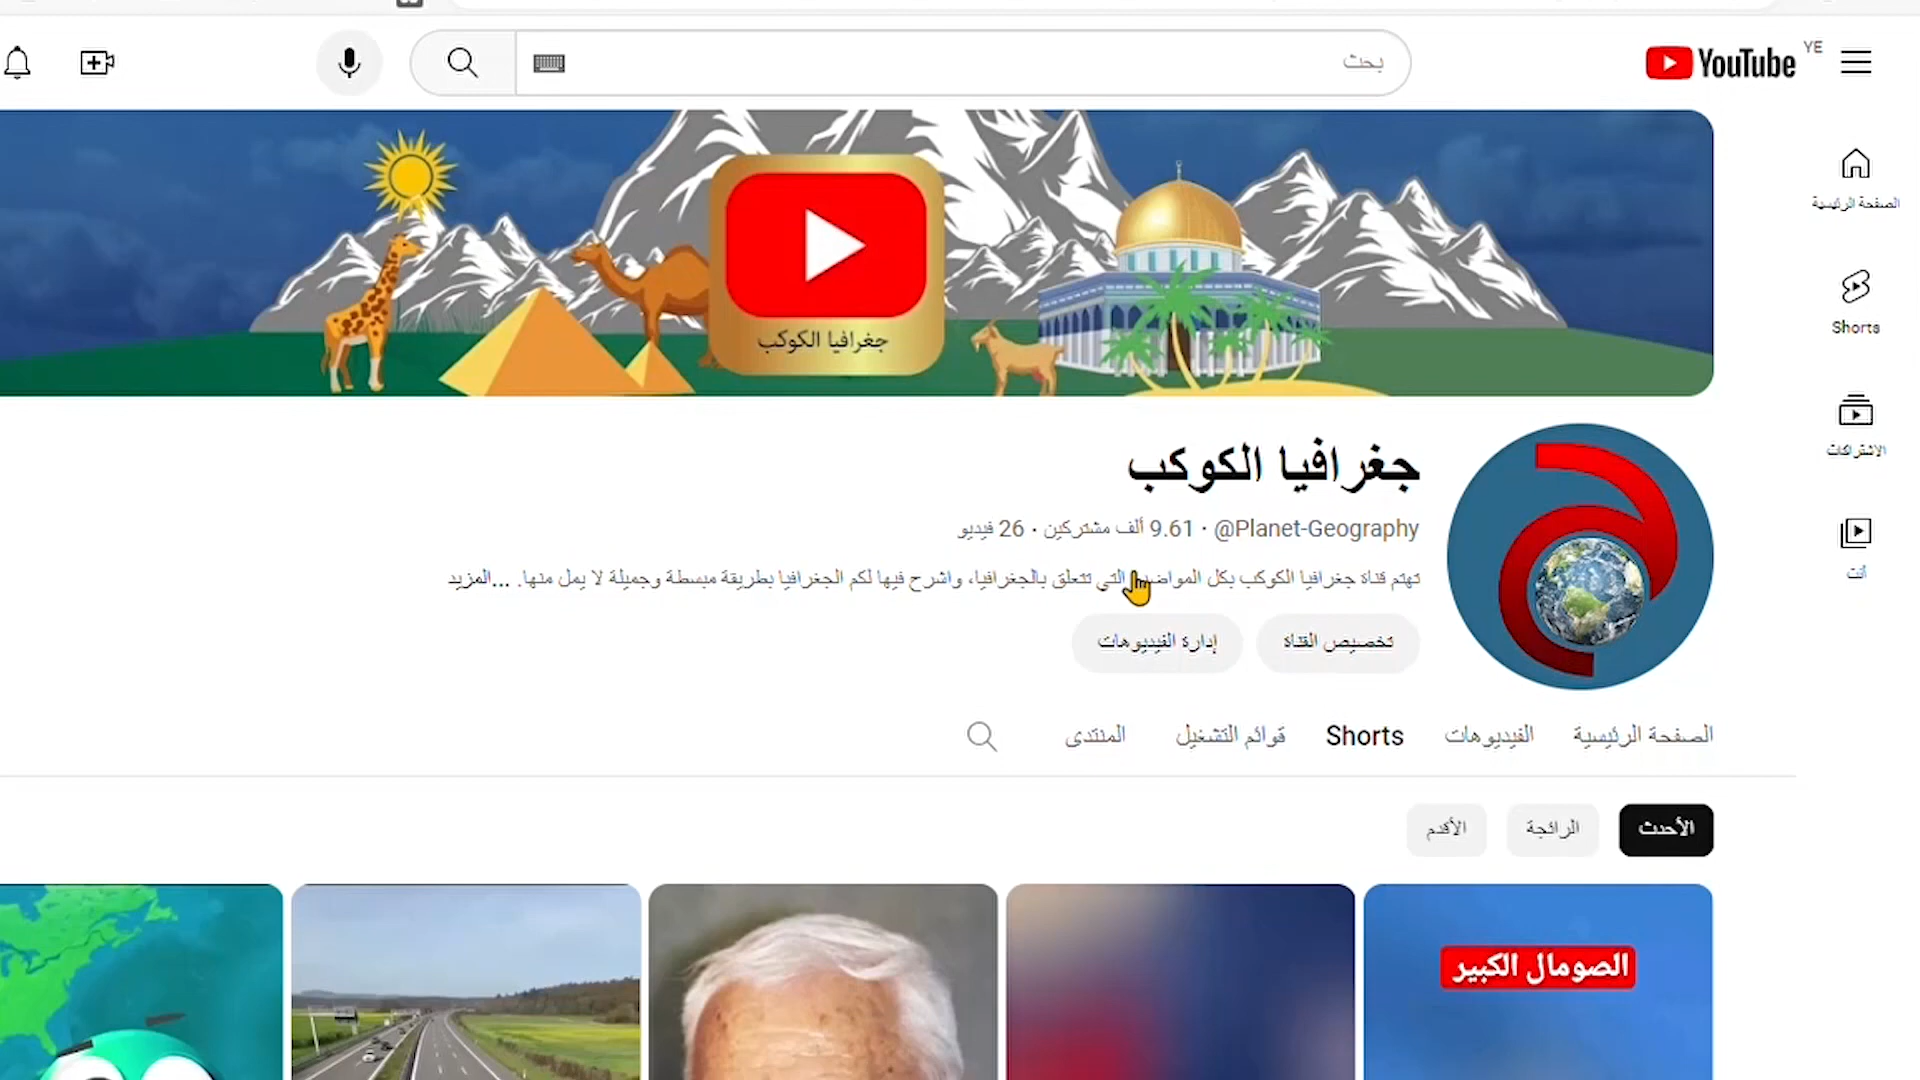 YouTube YE
بحث
الصفحة الرئيسية
Shorts
الاشتراكات
أنت
جغرافيا الكوكب
جغرافيا الكوكب
@Planet-Geography · 9.61 ألف مشتركين · 26 فيديو
تهتم قناة جغرافيا الكوكب بكل المواضيع التي تتعلق بالجغرافيا، واشرح فيها لكم الجغرافيا بطريقة مبسطة وجميلة لا يمل منها. ...المزيد
تخصيص القناة إدارة الفيديوهات
الصفحة الرئيسية الفيديوهات Shorts قوائم التشغيل المنتدى
الأحدث الرائجة الأقدم
الصومال الكبير